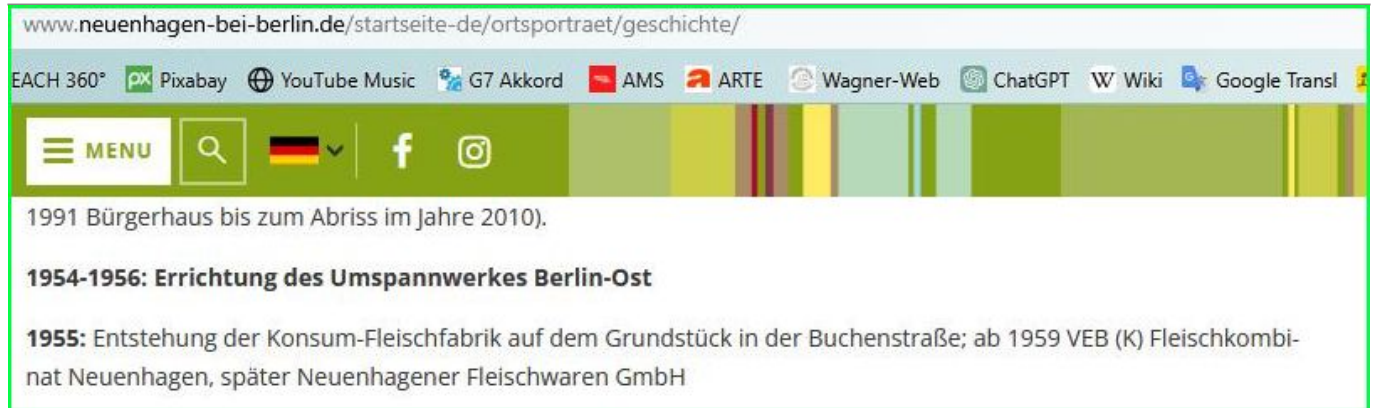 www.neuenhagen-bei-berlin.de/startseite-de/ortsportraet/geschichte/
EACH 360° px Pixabay YouTube Music G7 Akkord AMS ARTE Wagner-Web ChatGPT W Wiki Google Transl
MENU
1991 Bürgerhaus bis zum Abriss im Jahre 2010).
1954-1956: Errichtung des Umspannwerkes Berlin-Ost
1955: Entstehung der Konsum-Fleischfabrik auf dem Grundstück in der Buchenstraße; ab 1959 VEB (K) Fleischkombi-
nat Neuenhagen, später Neuenhagener Fleischwaren GmbH